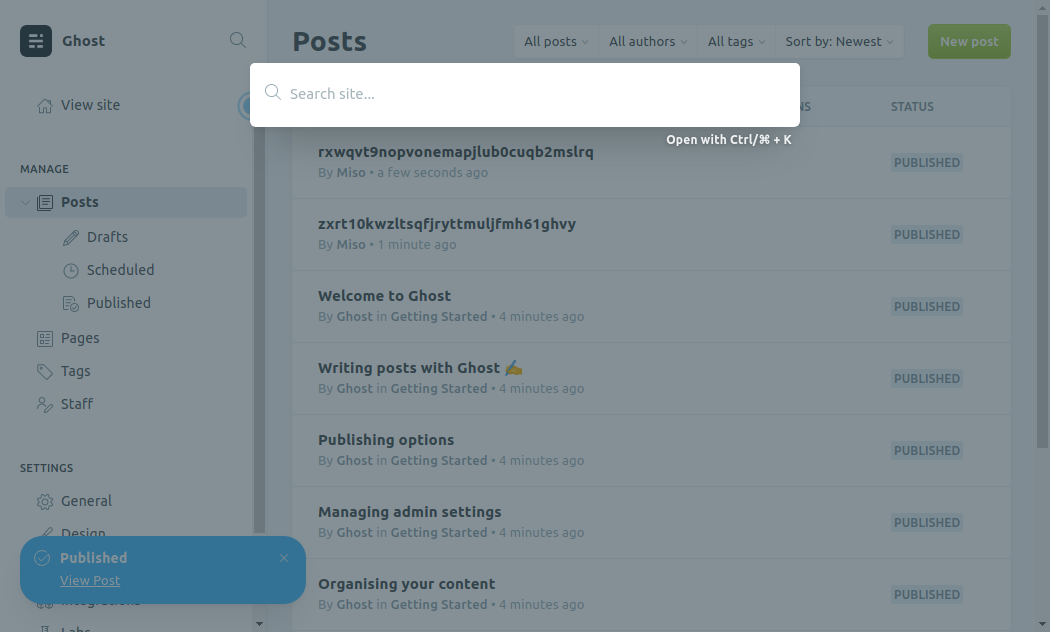 Ghost
View site
MANAGE
Posts
Drafts
Scheduled
Published
Pages
Tags
Staff
SETTINGS
General
Design
Integrations
Labs
Published
View Post
Posts
All posts
All authors
All tags
Sort by: Newest
New post
Search site...
Open with Ctrl/⌘ + K
STATUS
rxwqvt9nopvonemapjlub0cuqb2mslrq
By Miso • a few seconds ago
PUBLISHED
zxrt10kwzltsqfjryttmuljfmh61ghvy
By Miso • 1 minute ago
PUBLISHED
Welcome to Ghost
By Ghost in Getting Started • 4 minutes ago
PUBLISHED
Writing posts with Ghost ✍️
By Ghost in Getting Started • 4 minutes ago
PUBLISHED
Publishing options
By Ghost in Getting Started • 4 minutes ago
PUBLISHED
Managing admin settings
By Ghost in Getting Started • 4 minutes ago
PUBLISHED
Organising your content
By Ghost in Getting Started • 4 minutes ago
PUBLISHED